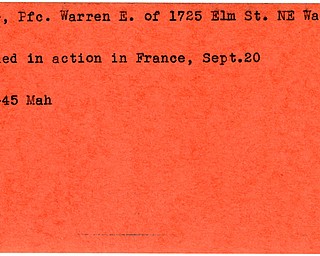 , Pfc. Warren E. of 1725 Elm St. NE Wa
ed in action in France, Sept.20
-45 Mah